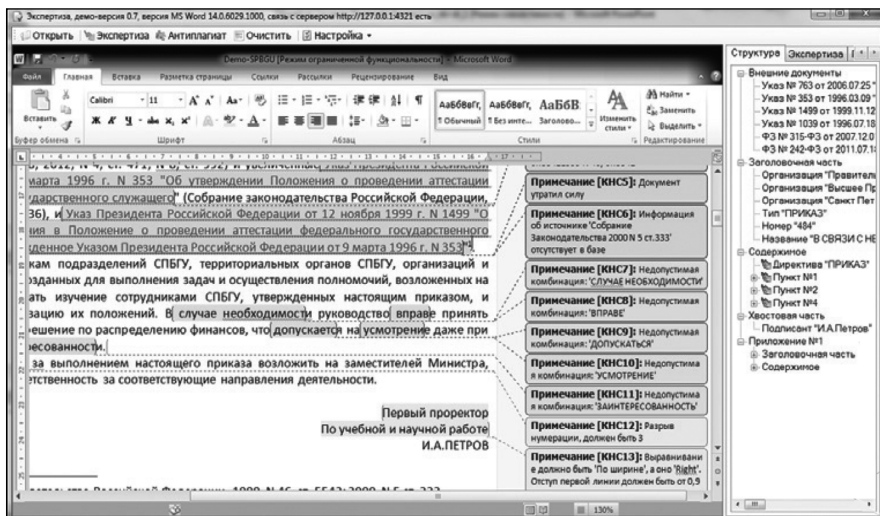 Экспертиза, демо-версия 0.7, версия MS Word 14.0.6029.1000, связь с сервером http://127.0.0.1:4321 есть
Открыть Экспертиза Антиплагиат Очистить Настройка
Demo-SPBGU [Режим ограниченной функциональности] - Microsoft Word
Файл Главная Вставка Разметка страницы Ссылки Рассылки Рецензирование Вид
Вставить
Calibri 11
Ж К Ч
АаБбВвГг, АаБбВвГг, АаБбВ
¶ Обычный ¶ Без инте... Заголово...
Изменить стили
Найти
Заменить
Выделить
Буфер обмена Шрифт Абзац Стили Редактирование
марта 1996 г. N 353 "Об утверждении Положения о проведении аттестации
ударственного служащего" (Собрание законодательства Российской Федерации,
36), и Указ Президента Российской Федерации от 12 ноября 1999 г. N 1499 "О
ния в Положение о проведении аттестации федерального государственного
жденное Указом Президента Российской Федерации от 9 марта 1996 г. N 353".
кам подразделений СПБГУ, территориальных органов СПБГУ, организаций и
озданных для выполнения задач и осуществления полномочий, возложенных на
ать изучение сотрудниками СПБГУ, утвержденных настоящим приказом, и
зацию их положений. В случае необходимости руководство вправе принять
решение по распределению финансов, что допускается на усмотрение даже при
ресованности.
за выполнением настоящего приказа возложить на заместителей Министра,
етственность за соответствующие направления деятельности.
Первый проректор
По учебной и научной работе
И.А.ПЕТРОВ
Примечание [КНС5]: Документ
утратил силу
Примечание [КНС6]: Информация
об источнике 'Собрание
Законодательства 2000 N 5 ст.333'
отсутствует в базе
Примечание [КНС7]: Недопустимая
комбинация: 'СЛУЧАЕ НЕОБХОДИМОСТИ'
Примечание [КНС8]: Недопустимая
комбинация: 'ВПРАВЕ'
Примечание [КНС9]: Недопустимая
комбинация: 'ДОПУСКАТЬСЯ'
Примечание [КНС10]: Недопустима
я комбинация: 'УСМОТРЕНИЕ'
Примечание [КНС11]: Недопустима
я комбинация: 'ЗАИНТЕРЕСОВАННОСТЬ'
Примечание [КНС12]: Разрыв
нумерации, должен быть 3
Примечание [КНС13]: Выравнивани
е должно быть 'По ширине', а оно 'Right'.
Отступ первой линии должен быть от 0,9
130%
Структура Экспертиза
Внешние документы
Указ № 763 от 2006.07.25 "
Указ № 353 от 1996.03.09 "
Указ № 1499 от 1999.11.12
Указ № 1039 от 1996.07.18
ФЗ № 315-ФЗ от 2007.12.0
ФЗ № 242-ФЗ от 2011.07.1
Заголовочная часть
Организация "Правител
Организация "Высшее Пр
Организация "Санкт Пет
Тип "ПРИКАЗ"
Номер "484"
Название "В СВЯЗИ С НЕ
Содержимое
Директива "ПРИКАЗ"
Пункт №1
Пункт №2
Пункт №4
Хвостовая часть
Подписант "И.А.Петров"
Приложение №1
Заголовочная часть
Содержимое